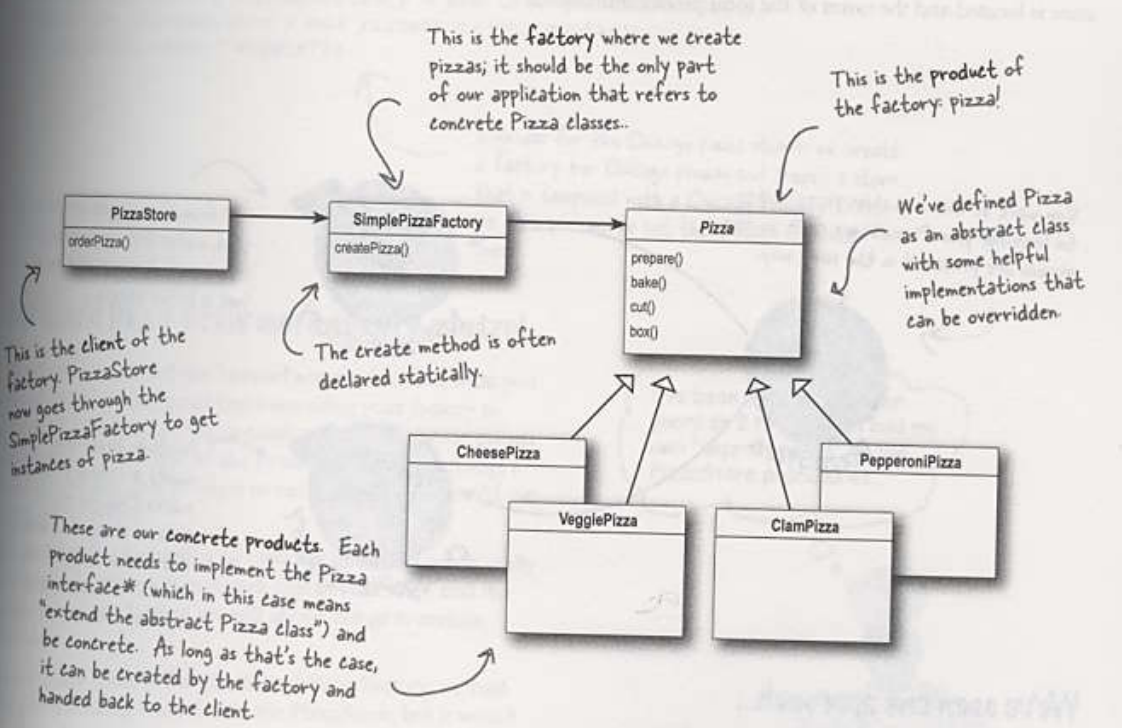 This is the factory where we create
pizzas; it should be the only part
of our application that refers to
concrete Pizza classes..
This is the product of
the factory: pizza!
PizzaStore
orderPizza()
SimplePizzaFactory
createPizza()
Pizza
prepare()
bake()
cut()
box()
We've defined Pizza
as an abstract class
with some helpful
implementations that
can be overridden.
This is the client of the
factory. PizzaStore
now goes through the
SimplePizzaFactory to get
instances of pizza.
The create method is often
declared statically.
CheesePizza
VeggiePizza
ClamPizza
PepperoniPizza
These are our concrete products. Each
product needs to implement the Pizza
interface* (which in this case means
"extend the abstract Pizza class") and
be concrete. As long as that's the case,
it can be created by the factory and
handed back to the client.